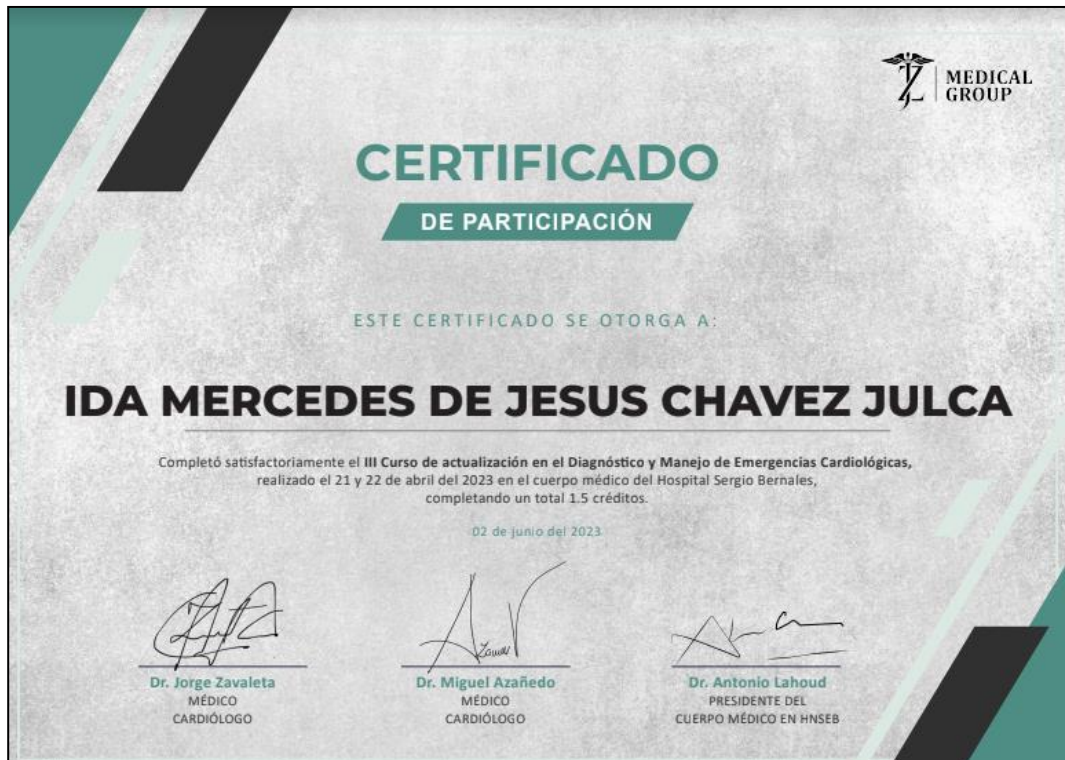 MEDICAL
GROUP
CERTIFICADO
DE PARTICIPACIÓN
ESTE CERTIFICADO SE OTORGA A:
IDA MERCEDES DE JESUS CHAVEZ JULCA
Completó satisfactoriamente el III Curso de actualización en el Diagnóstico y Manejo de Emergencias Cardiológicas,
realizado el 21 y 22 de abril del 2023 en el cuerpo médico del Hospital Sergio Bernales,
completando un total 1.5 créditos.
02 de junio del 2023
Dr. Jorge Zavaleta
MÉDICO
CARDIÓLOGO
Dr. Miguel Azañedo
MÉDICO
CARDIÓLOGO
Dr. Antonio Lahoud
PRESIDENTE DEL
CUERPO MÉDICO EN HNSEB